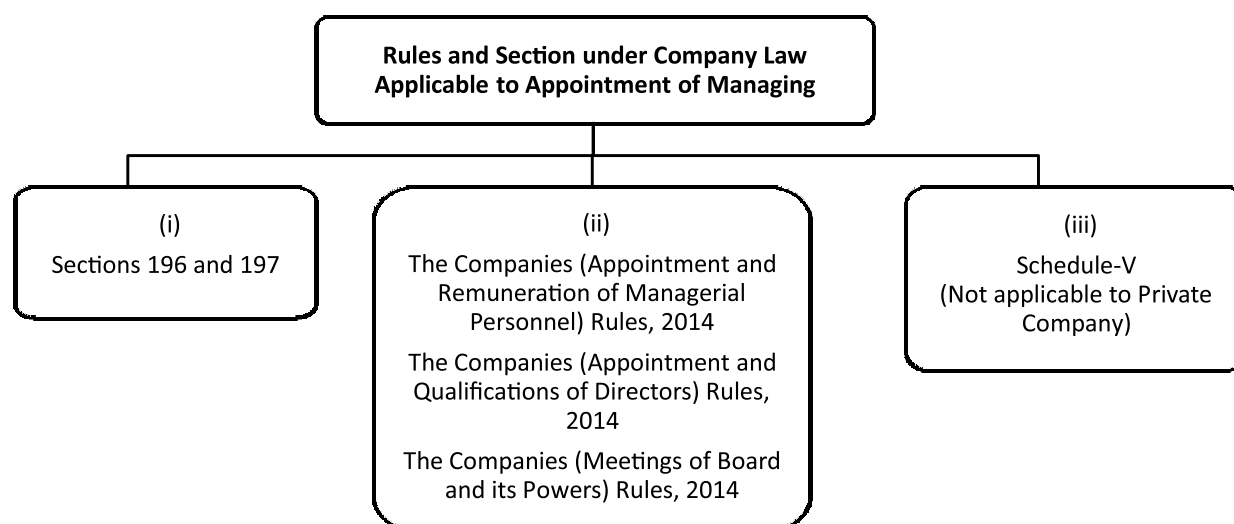 Rules and Section under Company Law
Applicable to Appointment of Managing
(i)
Sections 196 and 197
(ii)
The Companies (Appointment and
Remuneration of Managerial
Personnel) Rules, 2014
The Companies (Appointment and
Qualifications of Directors) Rules,
2014
The Companies (Meetings of Board
and its Powers) Rules, 2014
(iii)
Schedule-V
(Not applicable to Private
Company)